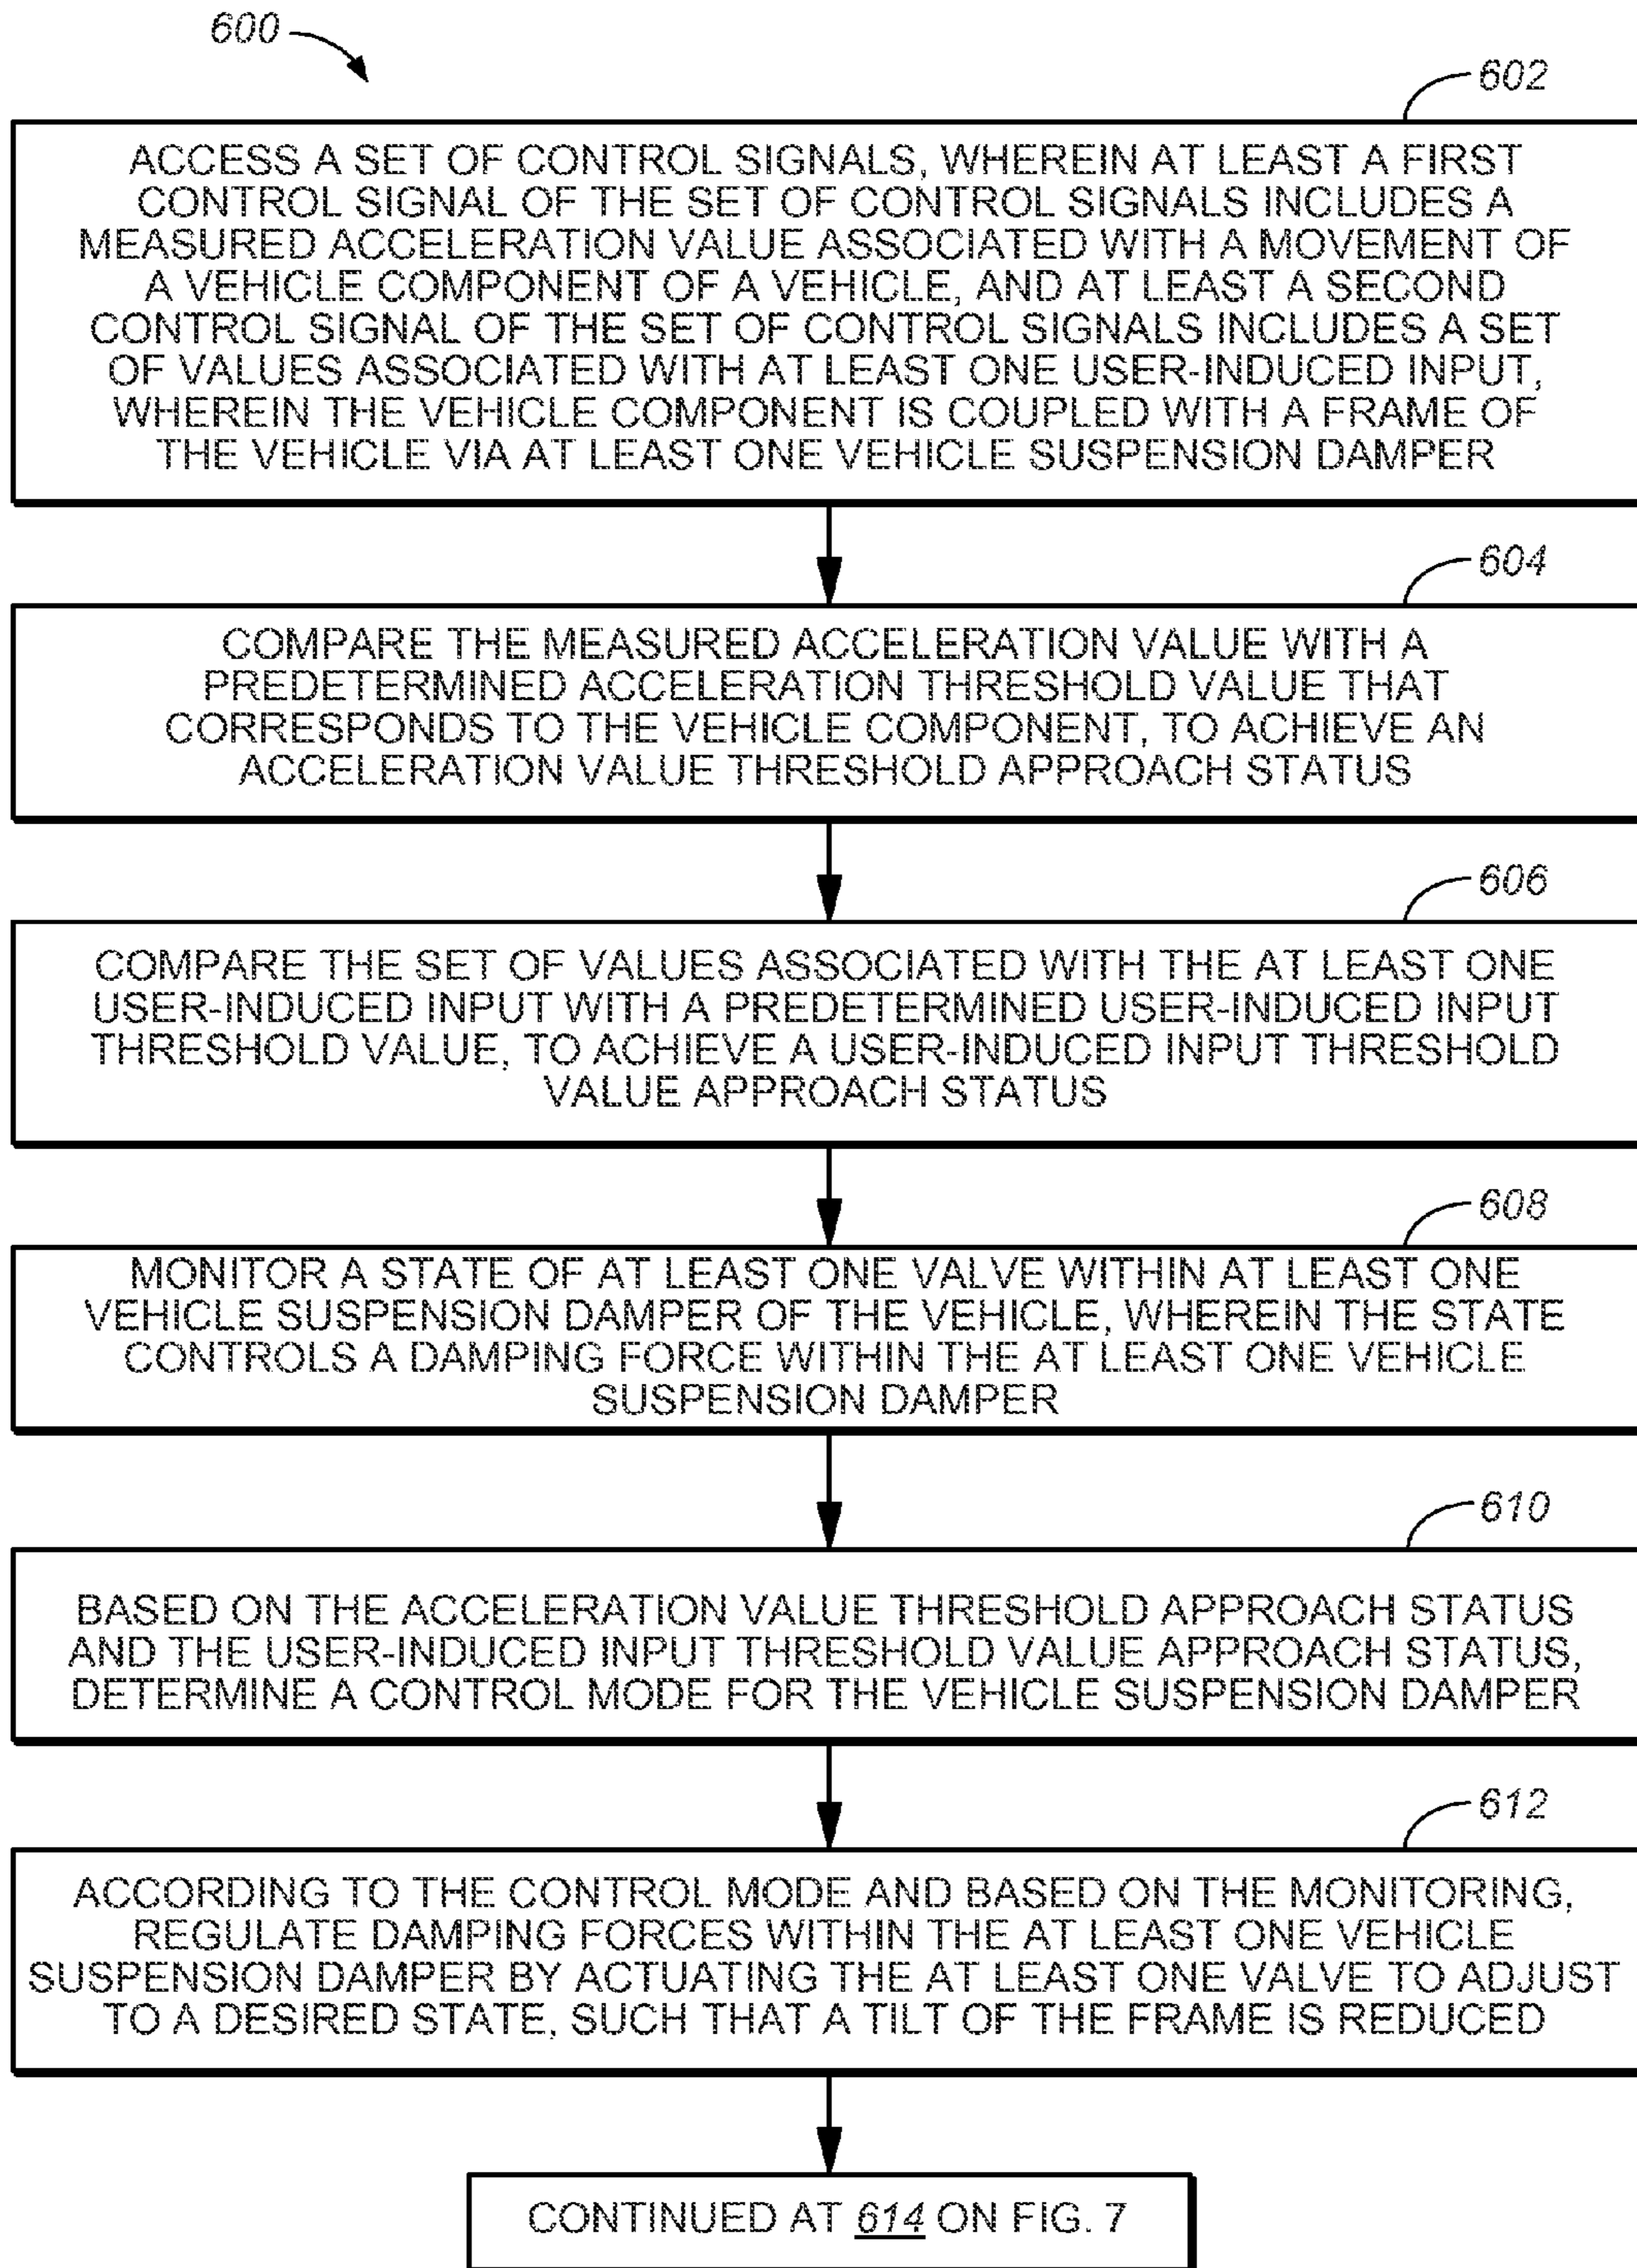 600
602
ACCESS A SET OF CONTROL SIGNALS, WHEREIN AT LEAST A FIRST
CONTROL SIGNAL OF THE SET OF CONTROL SIGNALS INCLUDES A
MEASURED ACCELERATION VALUE ASSOCIATED WITH A MOVEMENT OF
A VEHICLE COMPONENT OF A VEHICLE, AND AT LEAST A SECOND
CONTROL SIGNAL OF THE SET OF CONTROL SIGNALS INCLUDES A SET
OF VALUES ASSOCIATED WITH AT LEAST ONE USER-INDUCED INPUT,
WHEREIN THE VEHICLE COMPONENT IS COUPLED WITH A FRAME OF
THE VEHICLE VIA AT LEAST ONE VEHICLE SUSPENSION DAMPER
604
COMPARE THE MEASURED ACCELERATION VALUE WITH A
PREDETERMINED ACCELERATION THRESHOLD VALUE THAT
CORRESPONDS TO THE VEHICLE COMPONENT, TO ACHIEVE AN
ACCELERATION VALUE THRESHOLD APPROACH STATUS
606
COMPARE THE SET OF VALUES ASSOCIATED WITH THE AT LEAST ONE
USER-INDUCED INPUT WITH A PREDETERMINED USER-INDUCED INPUT
THRESHOLD VALUE, TO ACHIEVE A USER-INDUCED INPUT THRESHOLD
VALUE APPROACH STATUS
608
MONITOR A STATE OF AT LEAST ONE VALVE WITHIN AT LEAST ONE
VEHICLE SUSPENSION DAMPER OF THE VEHICLE, WHEREIN THE STATE
CONTROLS A DAMPING FORCE WITHIN THE AT LEAST ONE VEHICLE
SUSPENSION DAMPER
610
BASED ON THE ACCELERATION VALUE THRESHOLD APPROACH STATUS
AND THE USER-INDUCED INPUT THRESHOLD VALUE APPROACH STATUS,
DETERMINE A CONTROL MODE FOR THE VEHICLE SUSPENSION DAMPER
612
ACCORDING TO THE CONTROL MODE AND BASED ON THE MONITORING,
REGULATE DAMPING FORCES WITHIN THE AT LEAST ONE VEHICLE
SUSPENSION DAMPER BY ACTUATING THE AT LEAST ONE VALVE TO ADJUST
TO A DESIRED STATE, SUCH THAT A TILT OF THE FRAME IS REDUCED
CONTINUED AT 614 ON FIG. 7